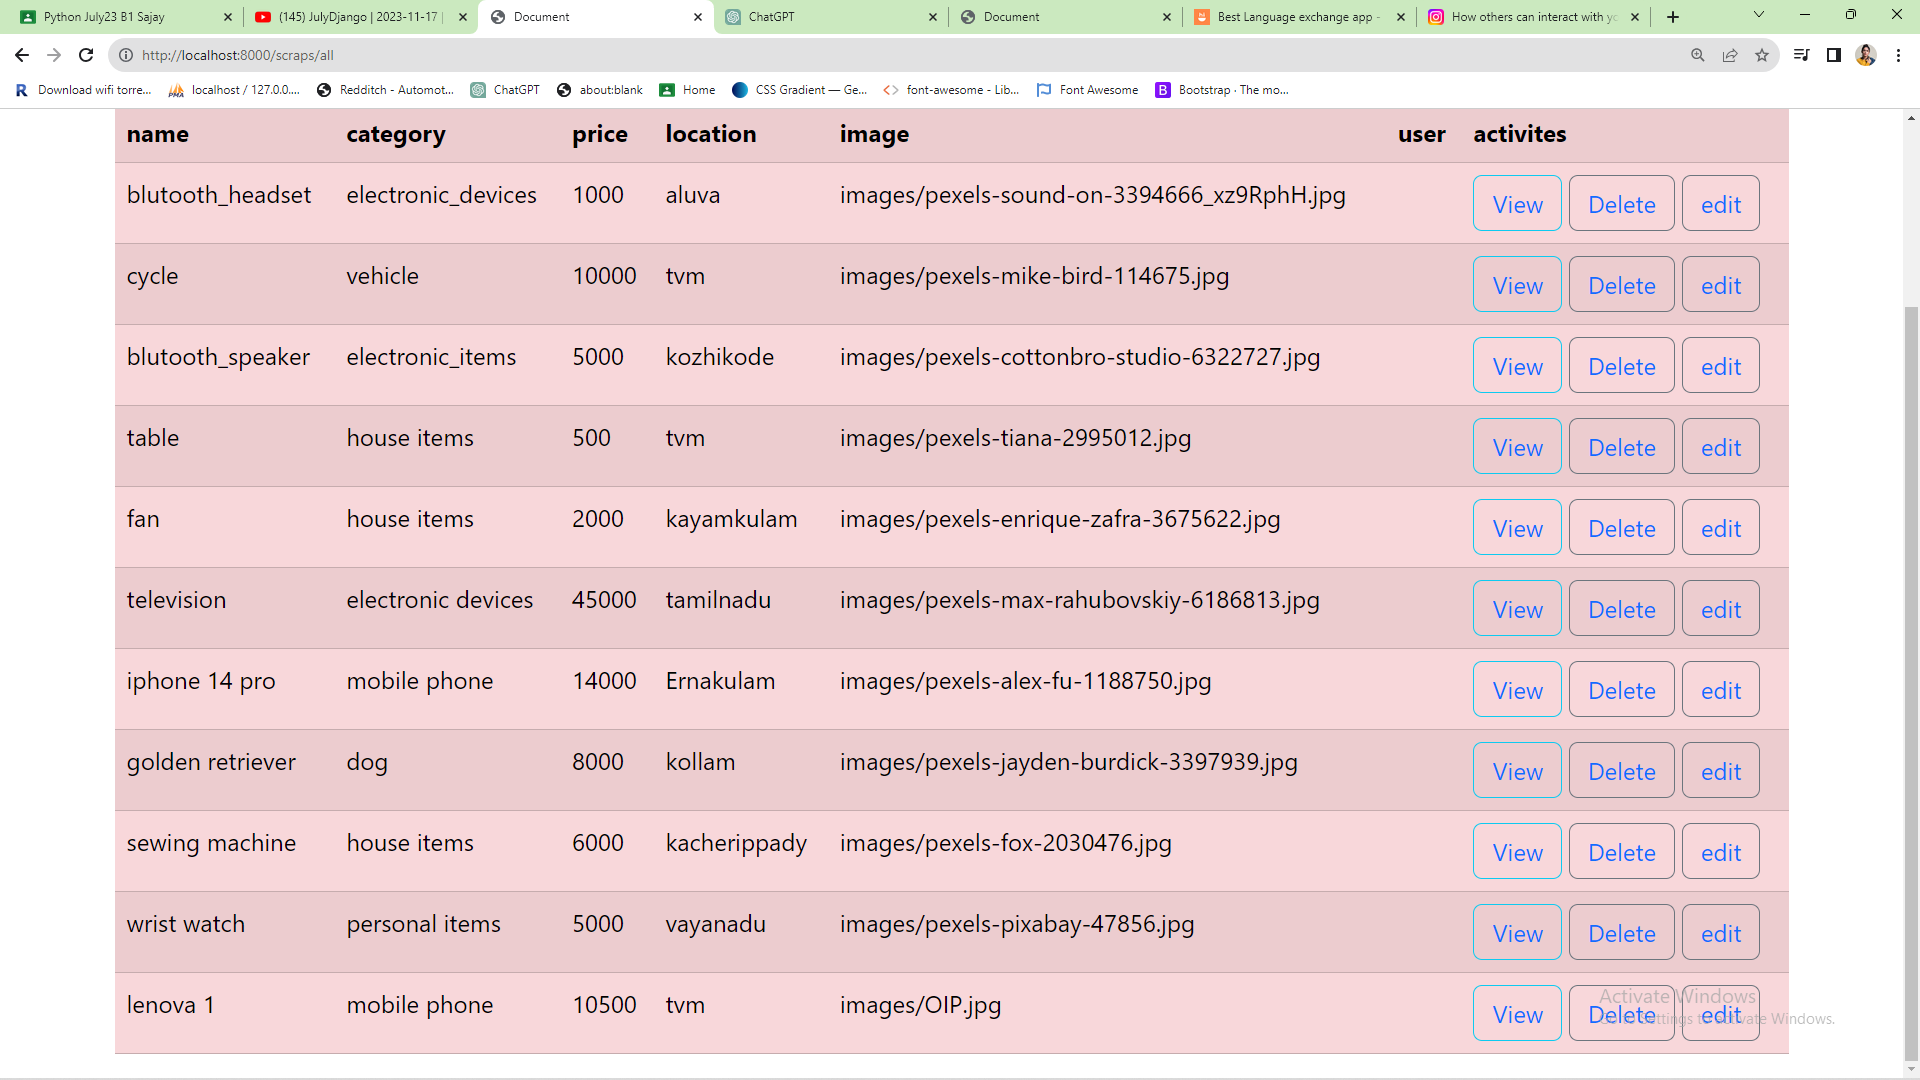 Python July23 B1 Sajay
(145) JulyDjango | 2023-11-17 |
Document
ChatGPT
Document
Best Language exchange app -
How others can interact with yo
http://localhost:8000/scraps/all
Download wifi torre...
localhost / 127.0.0....
Redditch - Automot...
ChatGPT
about:blank
Home
CSS Gradient — Ge...
font-awesome - Lib...
Font Awesome
B Bootstrap · The mo...
name category price location image user activites
blutooth_headset electronic_devices 1000 aluva images/pexels-sound-on-3394666_xz9RphH.jpg View Delete edit
cycle vehicle 10000 tvm images/pexels-mike-bird-114675.jpg View Delete edit
blutooth_speaker electronic_items 5000 kozhikode images/pexels-cottonbro-studio-6322727.jpg View Delete edit
table house items 500 tvm images/pexels-tiana-2995012.jpg View Delete edit
fan house items 2000 kayamkulam images/pexels-enrique-zafra-3675622.jpg View Delete edit
television electronic devices 45000 tamilnadu images/pexels-max-rahubovskiy-6186813.jpg View Delete edit
iphone 14 pro mobile phone 14000 Ernakulam images/pexels-alex-fu-1188750.jpg View Delete edit
golden retriever dog 8000 kollam images/pexels-jayden-burdick-3397939.jpg View Delete edit
sewing machine house items 6000 kacherippady images/pexels-fox-2030476.jpg View Delete edit
wrist watch personal items 5000 vayanadu images/pexels-pixabay-47856.jpg View Delete edit
lenova 1 mobile phone 10500 tvm images/OIP.jpg View Delete edit
Activate Windows
Go to Settings to activate Windows.